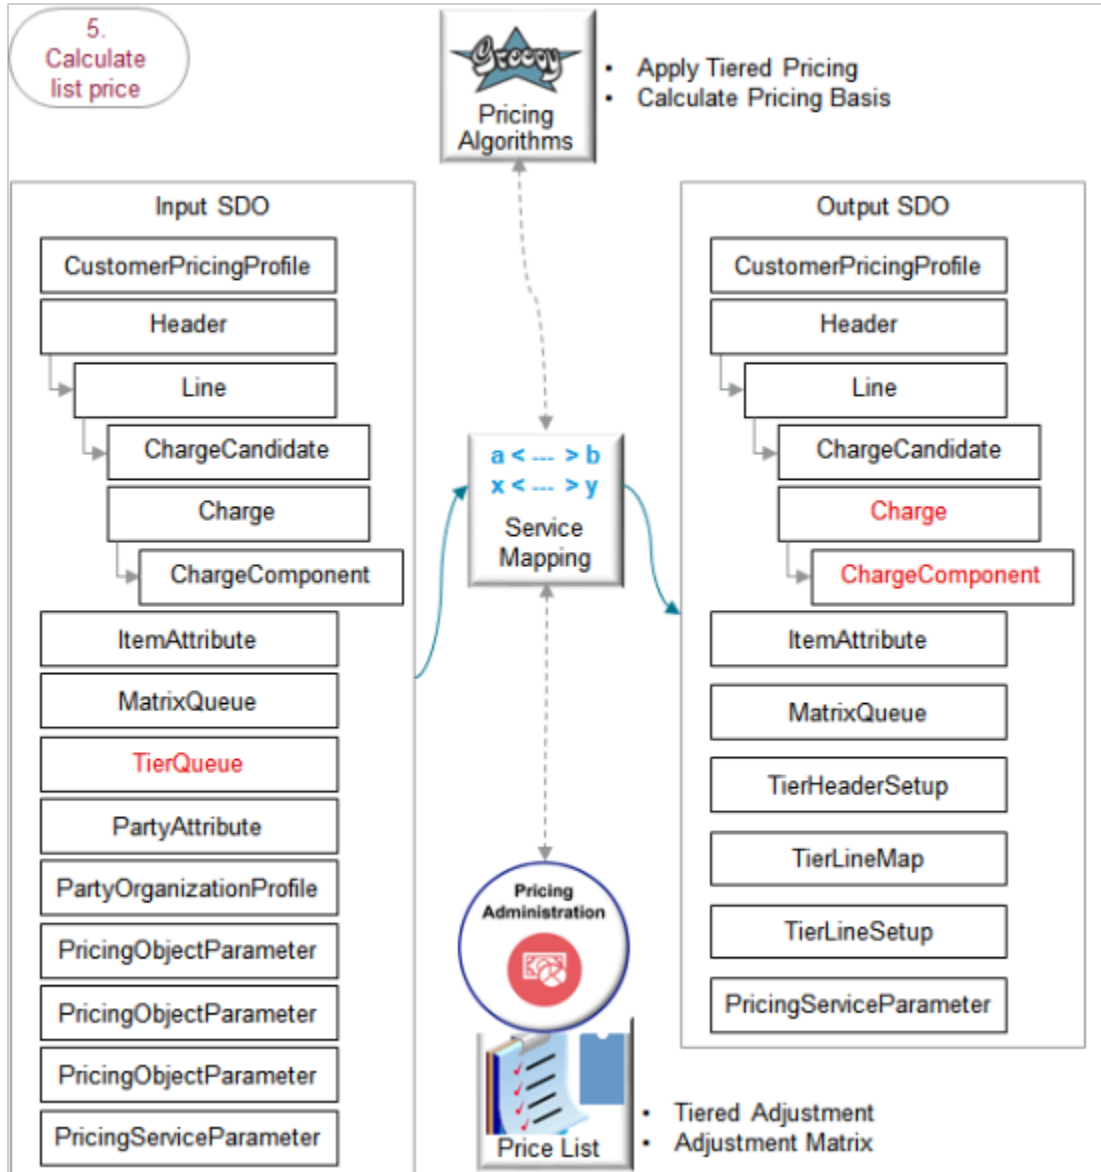 5.
Calculate
list price
Groovy
Pricing
Algorithms
• Apply Tiered Pricing
• Calculate Pricing Basis
Input SDO
CustomerPricingProfile
Header
Line
ChargeCandidate
Charge
ChargeComponent
ItemAttribute
MatrixQueue
TierQueue
PartyAttribute
PartyOrganizationProfile
PricingObjectParameter
PricingObjectParameter
PricingObjectParameter
PricingServiceParameter
a < --- > b
x < --- > y
Service
Mapping
Pricing
Administration
Price List
• Tiered Adjustment
• Adjustment Matrix
Output SDO
CustomerPricingProfile
Header
Line
ChargeCandidate
Charge
ChargeComponent
ItemAttribute
MatrixQueue
TierHeaderSetup
TierLineMap
TierLineSetup
PricingServiceParameter